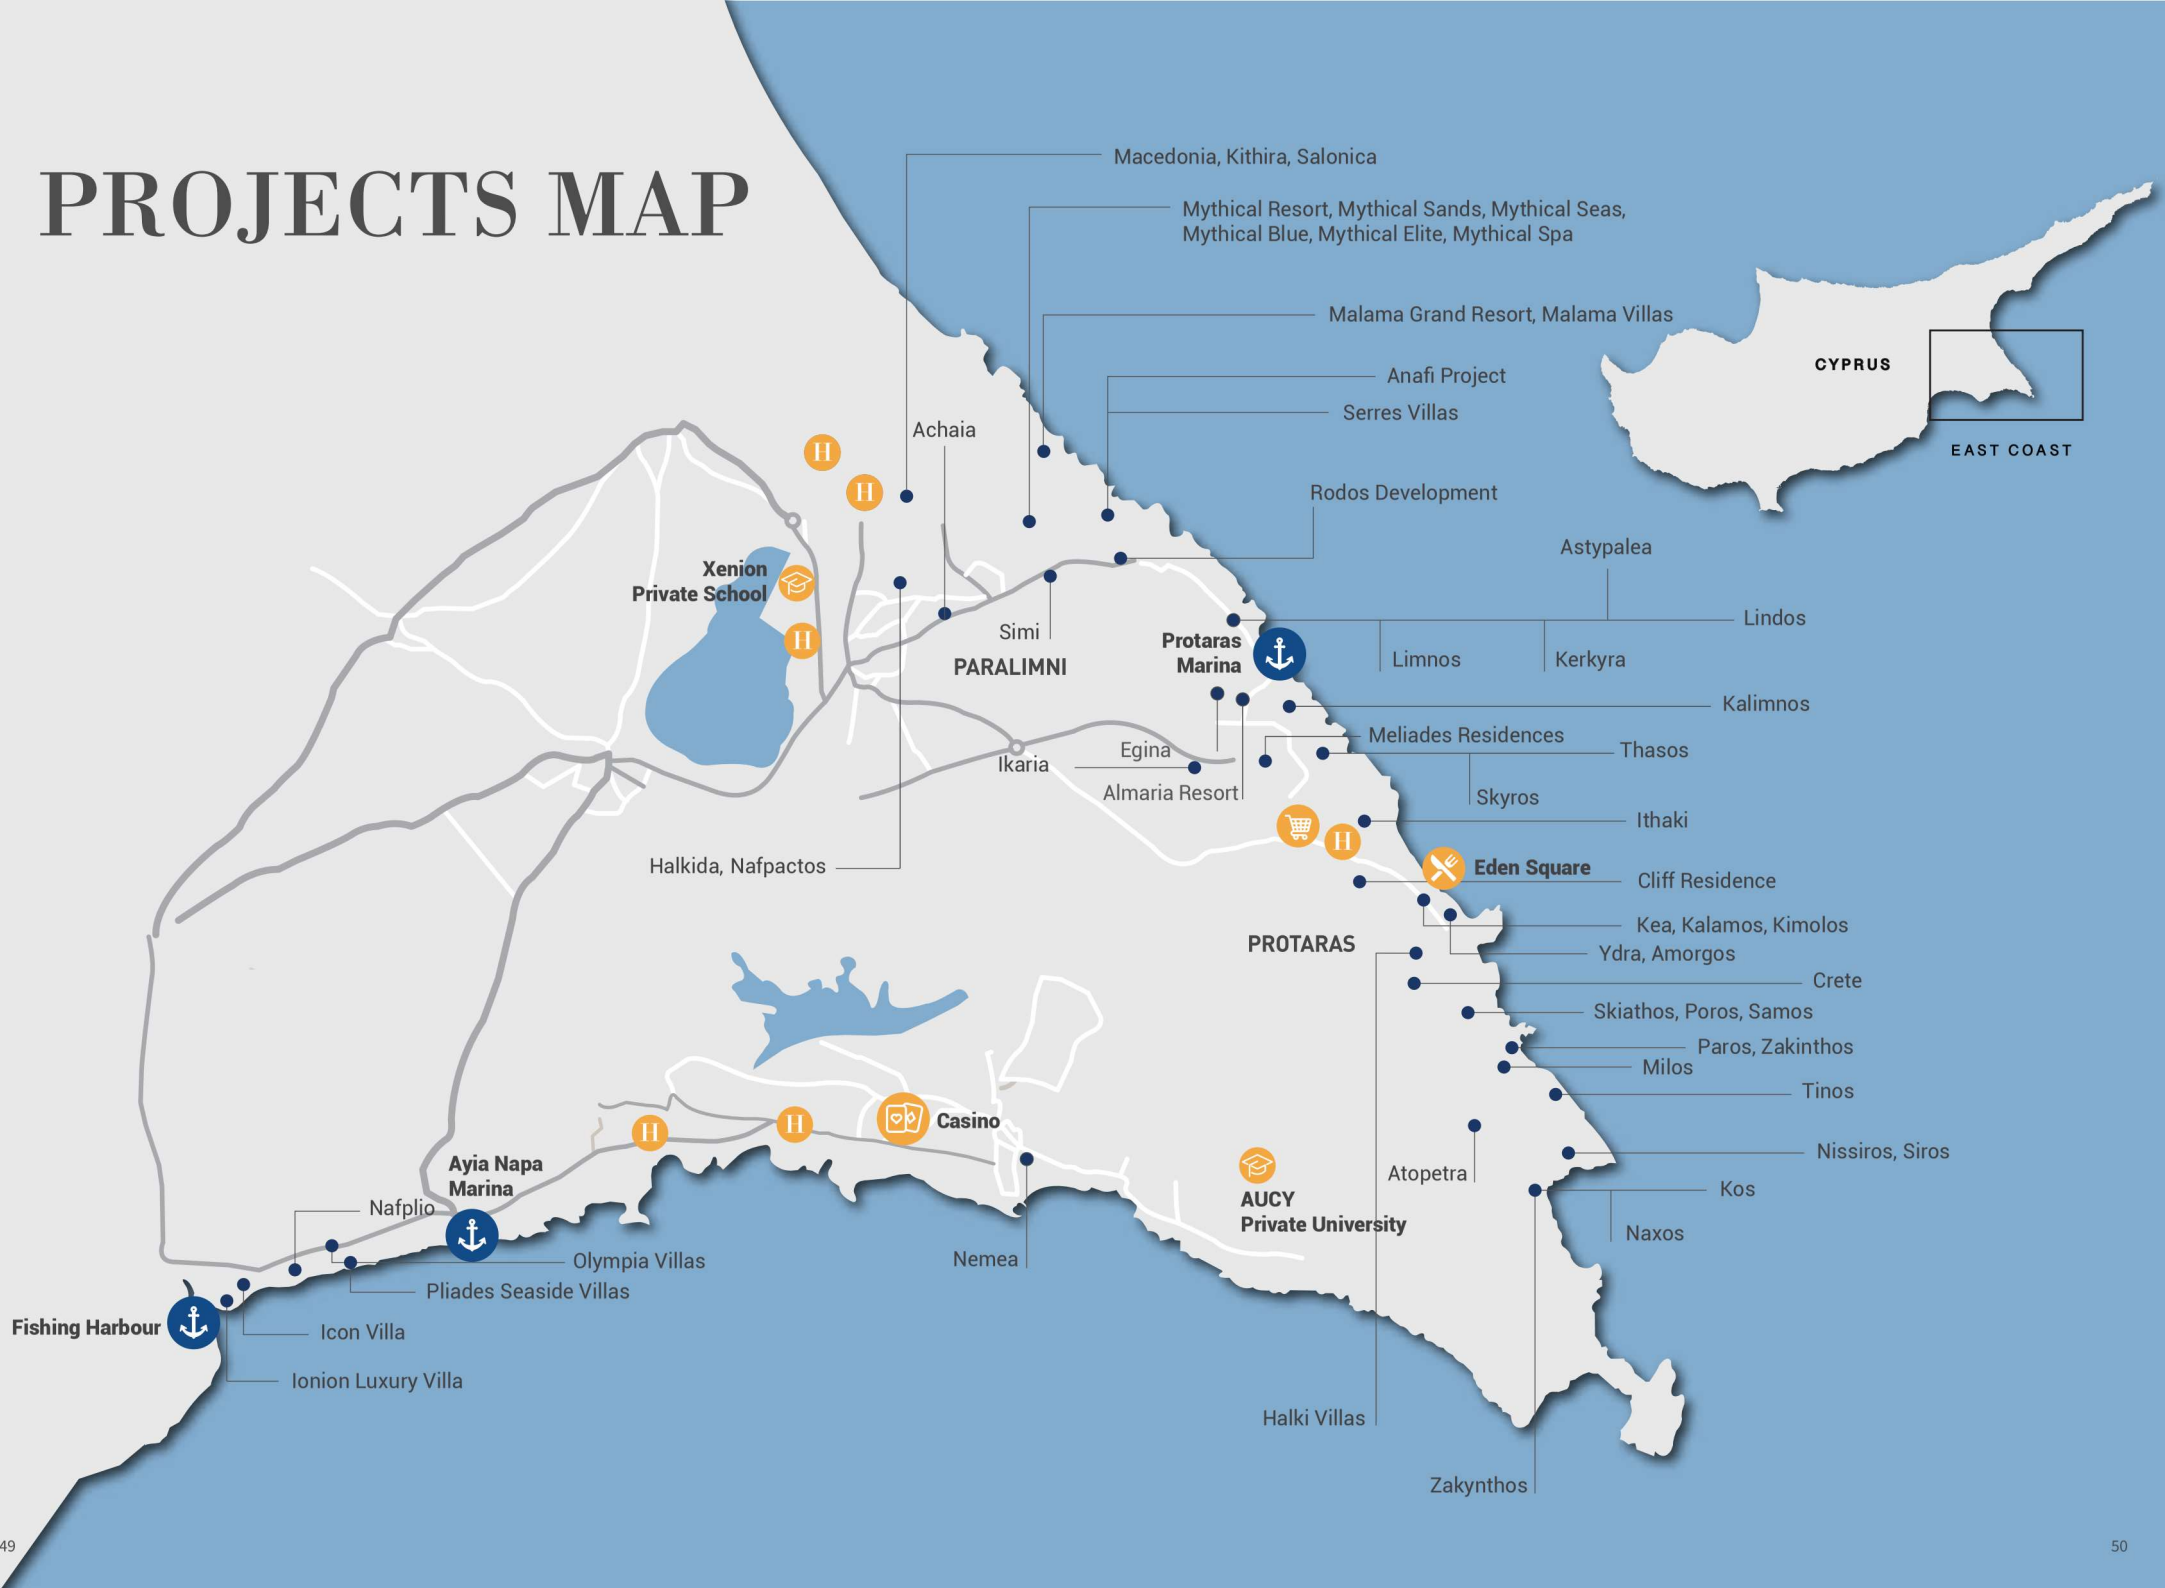 PROJECTS MAP
Macedonia, Kithira, Salonica
Mythical Resort, Mythical Sands, Mythical Seas,
Mythical Blue, Mythical Elite, Mythical Spa
Malama Grand Resort, Malama Villas
CYPRUS
Anafi Project
Serres Villas
Achaia
EAST COAST
Rodos Development
Astypalea
H
H
Xenion
Private School
H
Simi
PARALIMNI
Protaras
Marina
Lindos
Limnos
Kerkyra
Kalimnos
Meliades Residences
Thasos
Egina
Ikaria
Almaria Resort
Skyros
Ithaki
H
Halkida, Nafpactos
Eden Square
Cliff Residence
Kea, Kalamos, Kimolos
PROTARAS
Ydra, Amorgos
Crete
Skiathos, Poros, Samos
Paros, Zakinthos
Milos
Tinos
H
H
Casino
Ayia Napa
Marina
Atopetra
Nissiros, Siros
AUCY
Private University
Kos
Naxos
Nafplio
Nemea
Olympia Villas
Pliades Seaside Villas
Fishing Harbour
Icon Villa
Ionion Luxury Villa
Halki Villas
Zakynthos
49
50